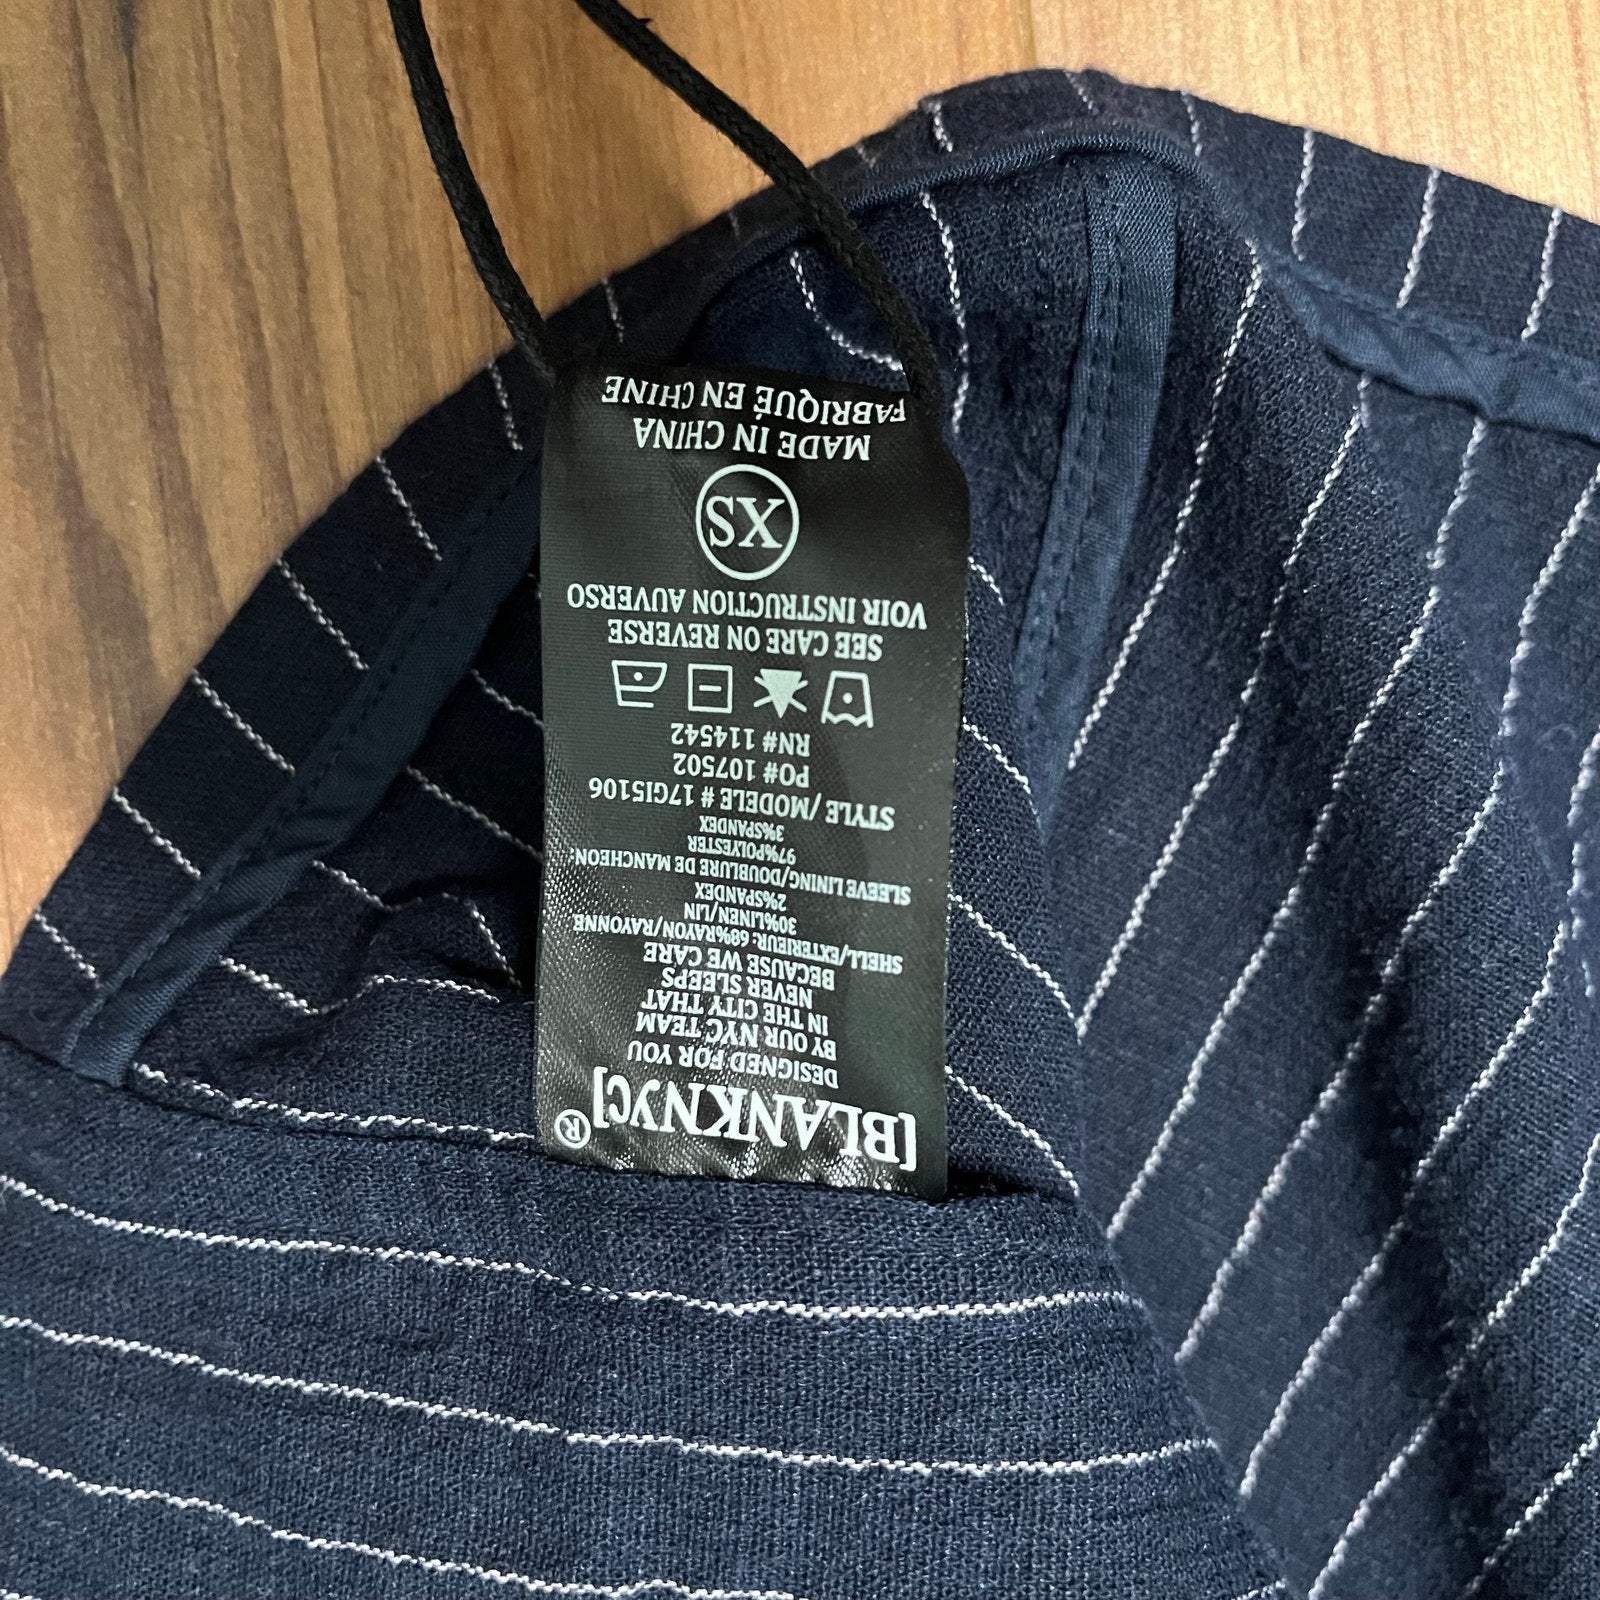 [BLANKNYC]®
DESIGNED FOR YOU
BY OUR NYC TEAM
IN THE CITY THAT
NEVER SLEEPS
BECAUSE WE CARE
SHELL/EXTERIEUR: 68%RAYON/RAYONNE
30%LINEN/LIN
2%SPANDEX
SLEEVE LINING/DOUBLURE DE MANCHEON:
97%POLYESTER
3%SPANDEX
STYLE/MODELE # 17GI5106
PO# 107502
RN# 114542
SEE CARE ON REVERSE
VOIR INSTRUCTION AUVERSO
XS
MADE IN CHINA
FABRIQUÉ EN CHINE